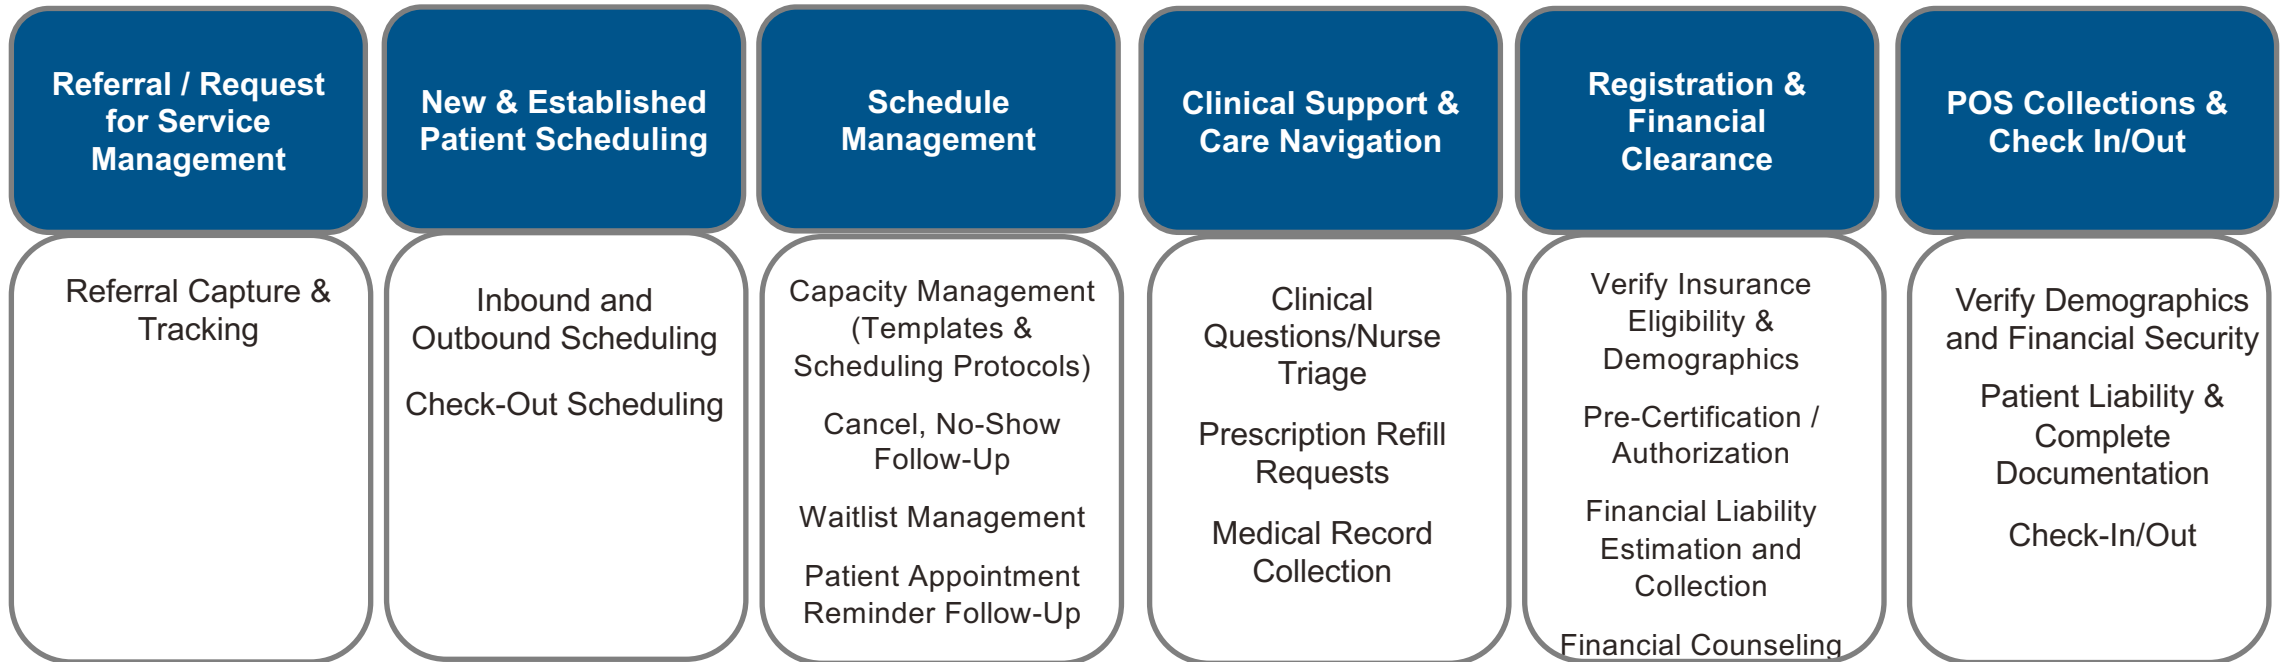 Referral / Request
for Service
Management
New & Established
Patient Scheduling
Schedule
Management
Clinical Support &
Care Navigation
Registration &
Financial
Clearance
POS Collections &
Check In/Out
Referral Capture &
Tracking
Inbound and
Outbound Scheduling
Check-Out Scheduling
Capacity Management
(Templates &
Scheduling Protocols)
Cancel, No-Show
Follow-Up
Waitlist Management
Patient Appointment
Reminder Follow-Up
Clinical
Questions/Nurse
Triage
Prescription Refill
Requests
Medical Record
Collection
Verify Insurance
Eligibility &
Demographics
Pre-Certification /
Authorization
Financial Liability
Estimation and
Collection
Financial Counseling
Verify Demographics
and Financial Security
Patient Liability &
Complete
Documentation
Check-In/Out